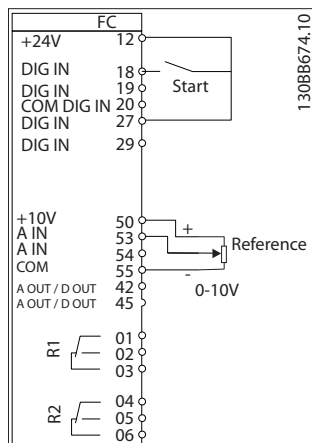 FC
+24V 12
DIG IN 18
DIG IN 19
COM DIG IN 20
DIG IN 27
DIG IN 29
Start
+10V 50
A IN 53
A IN 54
COM 55
A OUT / D OUT 42
A OUT / D OUT 45
+
-
Reference
0-10V
R1
01
02
03
R2
04
05
06
130BB674.10